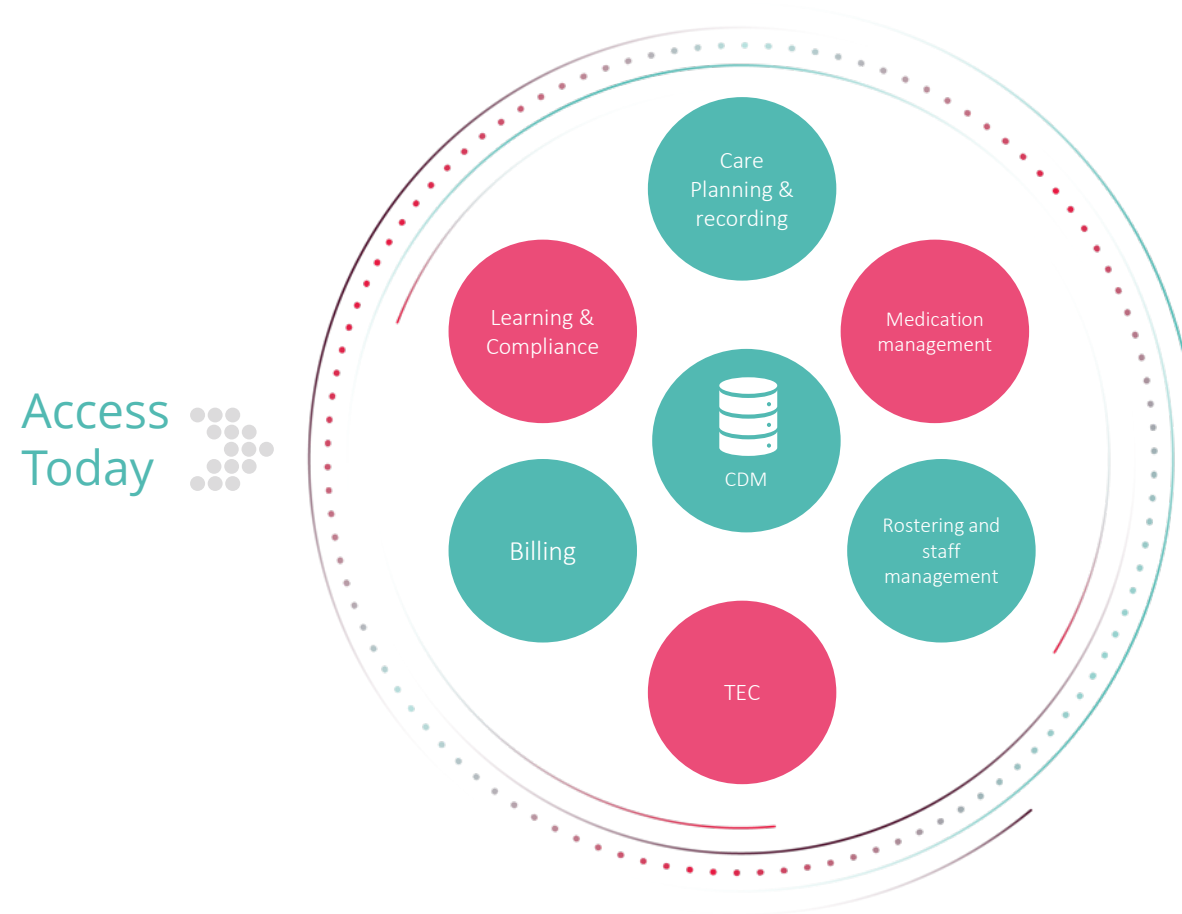 Access
Today
Care
Planning &
recording
Learning &
Compliance
Medication
management
CDM
Billing
Rostering and
staff
management
TEC